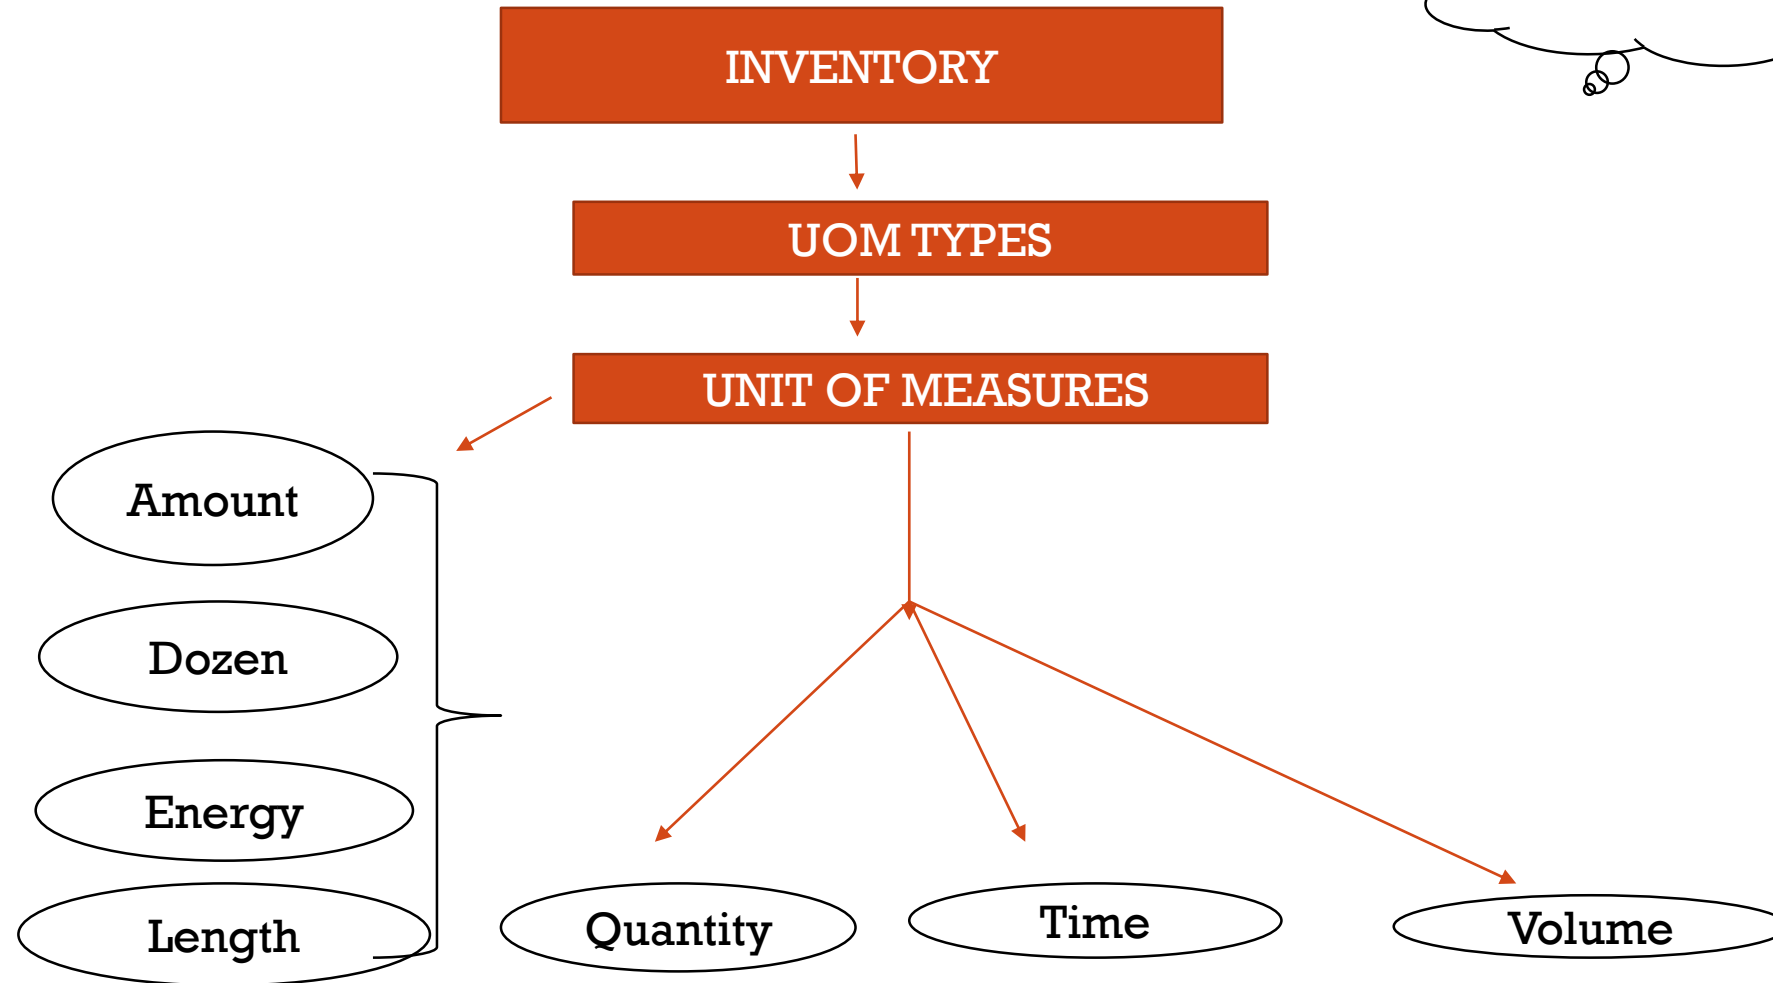 INVENTORY
UOM TYPES
UNIT OF MEASURES
Amount
Dozen
Energy
Length
Quantity
Time
Volume